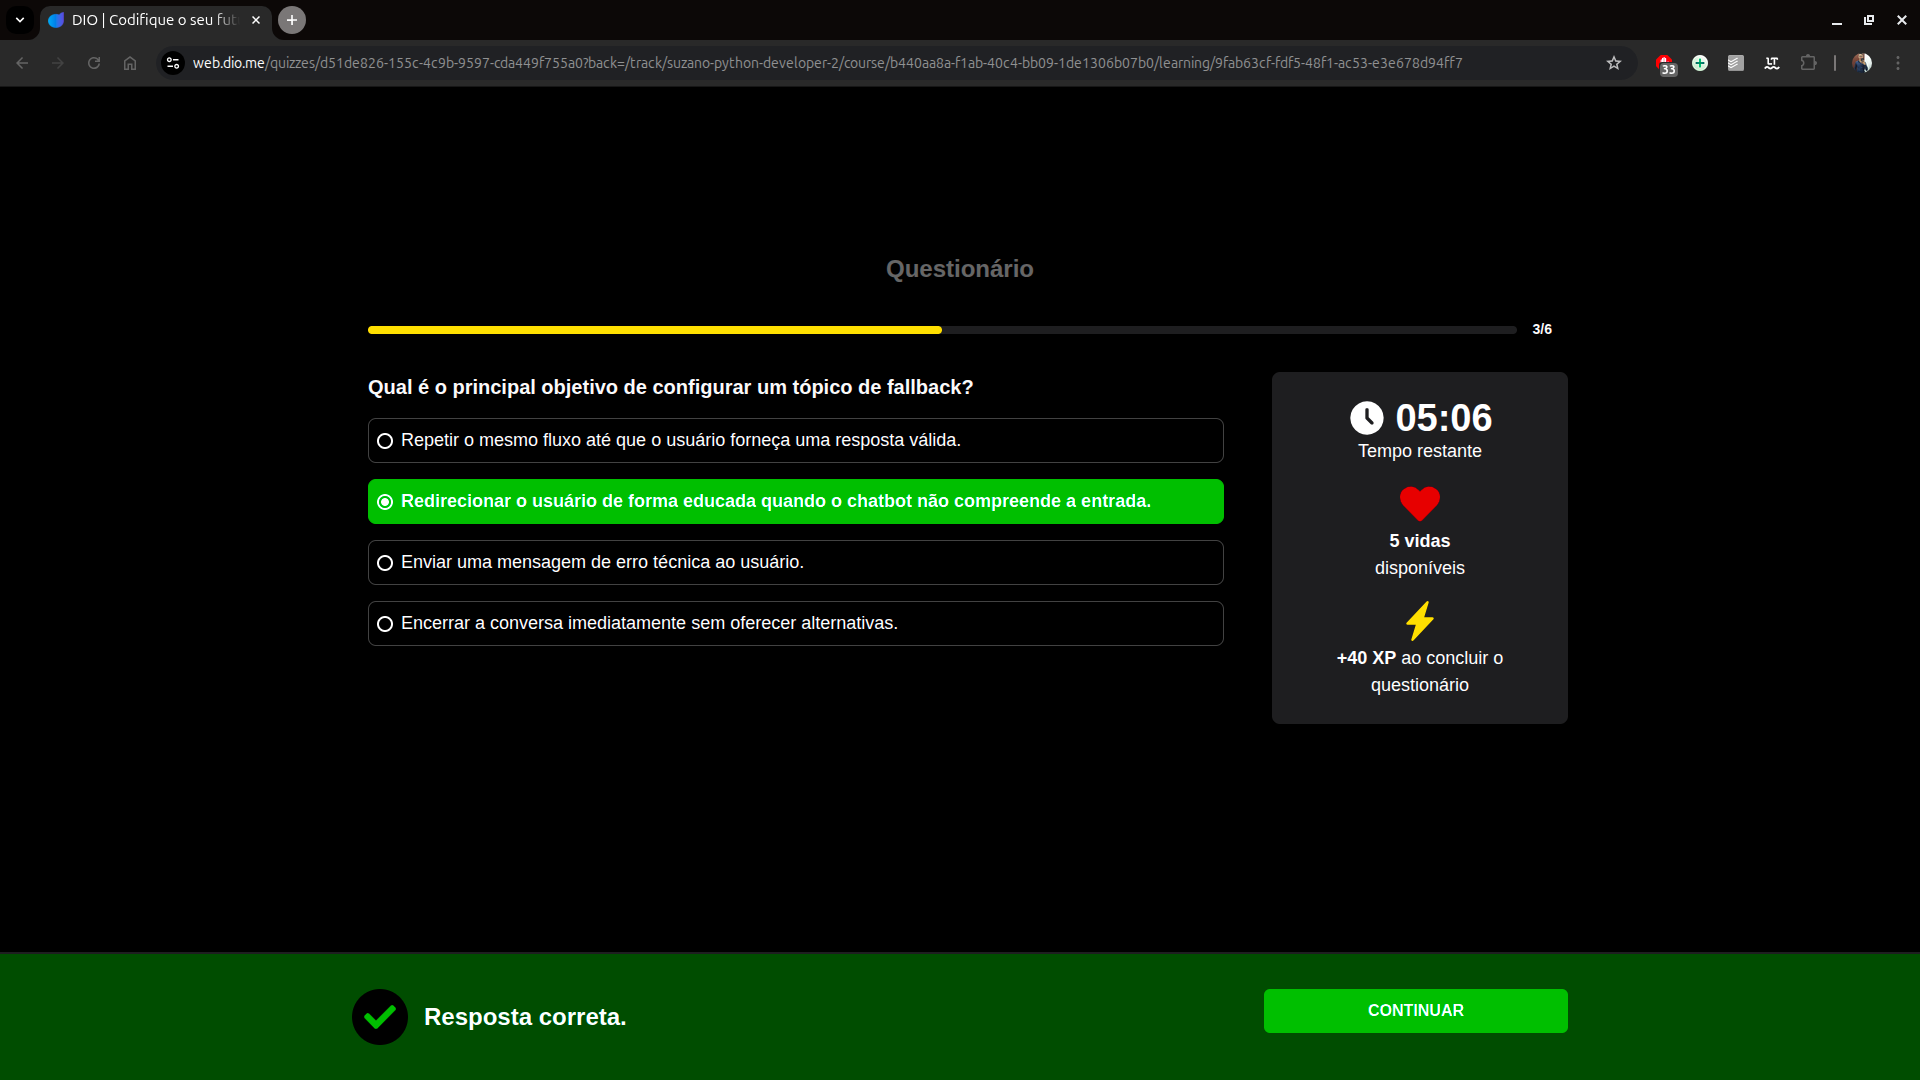 DIO | Codifique o seu fut
web.dio.me/quizzes/d51de826-155c-4c9b-9597-cda449f755a0?back=/track/suzano-python-developer-2/course/b440aa8a-f1ab-40c4-bb09-1de1306b07b0/learning/9fab63cf-fdf5-48f1-ac53-e3e678d94ff7
33
LT
Questionário
3/6
Qual é o principal objetivo de configurar um tópico de fallback?
Repetir o mesmo fluxo até que o usuário forneça uma resposta válida.
Redirecionar o usuário de forma educada quando o chatbot não compreende a entrada.
Enviar uma mensagem de erro técnica ao usuário.
Encerrar a conversa imediatamente sem oferecer alternativas.
05:06
Tempo restante
5 vidas
disponíveis
+40 XP ao concluir o
questionário
Resposta correta.
CONTINUAR